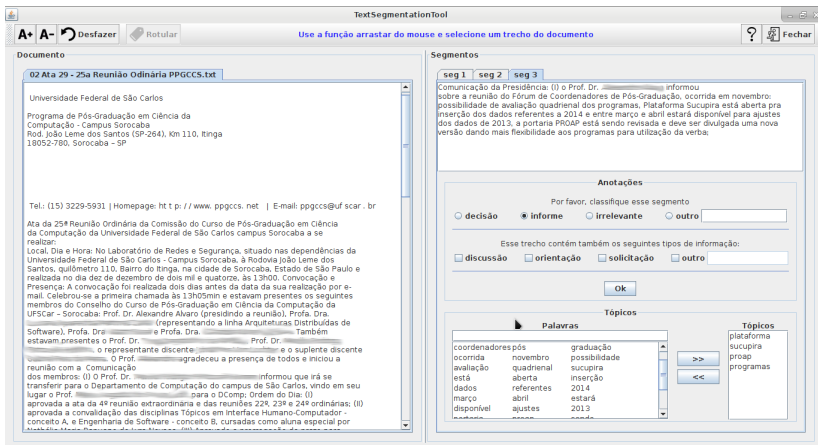 TextSegmentationTool
A+ A- Desfazer Rotular Use a função arrastar do mouse e selecione um trecho do documento ? Fechar
Documento
02 Ata 29 - 25a Reunião Odinária PPGCCS.txt
Universidade Federal de São Carlos
Programa de Pós-Graduação em Ciência da
Computação - Campus Sorocaba
Rod. João Leme dos Santos (SP-264), Km 110, Itinga
18052-780, Sorocaba – SP
Tel.: (15) 3229-5931 | Homepage: ht t p: / / www. ppgccs. net | E-mail: ppgccs@uf scar . br
Ata da 25ª Reunião Ordinária da Comissão do Curso de Pós-Graduação em Ciência
da Computação da Universidade Federal de São Carlos campus Sorocaba a se
realizar:
Local, Dia e Hora: No Laboratório de Redes e Segurança, situado nas dependências da
Universidade Federal de São Carlos - Campus Sorocaba, à Rodovia João Leme dos
Santos, quilômetro 110, Bairro do Itinga, na cidade de Sorocaba, Estado de São Paulo e
realizada no dia dez de dezembro de dois mil e quatorze, às 13h00. Convocação e
Presença: A convocação foi realizada dois dias antes da data da sua realização por e-
mail. Celebrou-se a primeira chamada às 13h05min e estavam presentes os seguintes
membros do Conselho do Curso de Pós-Graduação em Ciência da Computação da
UFSCar – Sorocaba: Prof. Dr. Alexandre Alvaro (presidindo a reunião), Profa. Dra.
(representando a linha Arquiteturas Distribuídas de
Software), Profa. Dra e Profa. Dra. Também
estavam presentes o Prof. Dr. Prof. Dr.
, o representante discente e o suplente discente
O Prof. agradeceu a presença de todos e iniciou a
reunião com a Comunicação
dos membros: (I) O Prof. Dr. informou que irá se
transferir para o Departamento de Computação do campus de São Carlos, vindo em seu
lugar o Prof. para o DComp; Ordem do Dia: (I)
aprovada a ata da 4ª reunião extraordinária e das reuniões 22ª, 23ª e 24ª ordinárias; (II)
aprovada a convalidação das disciplinas Tópicos em Interface Humano-Computador -
conceito A, e Engenharia de Software - conceito B, cursadas como aluna especial por
Segmentos
seg 1 seg 2 seg 3
Comunicação da Presidência: (I) o Prof. Dr. informou
sobre a reunião do Fórum de Coordenadores de Pós-Graduação, ocorrida em novembro:
possibilidade de avaliação quadrienal dos programas, Plataforma Sucupira está aberta pra
inserção dos dados referentes a 2014 e entre março e abril estará disponível para ajustes
dos dados de 2013, a portaria PROAP está sendo revisada e deve ser divulgada uma nova
versão dando mais flexibilidade aos programas para utilização da verba;
Anotações
Por favor, classifique esse segmento
decisão informe irrelevante outro
Esse trecho contém também os seguintes tipos de informação:
discussão orientação solicitação outro
Ok
Tópicos
Palavras
coordenadores pós graduação
ocorrida novembro possibilidade
avaliação quadrienal sucupira
está aberta inserção
dados referentes 2014
março abril estará
disponível ajustes 2013
portaria proap sendo
>>
<<
Tópicos
plataforma
sucupira
proap
programas